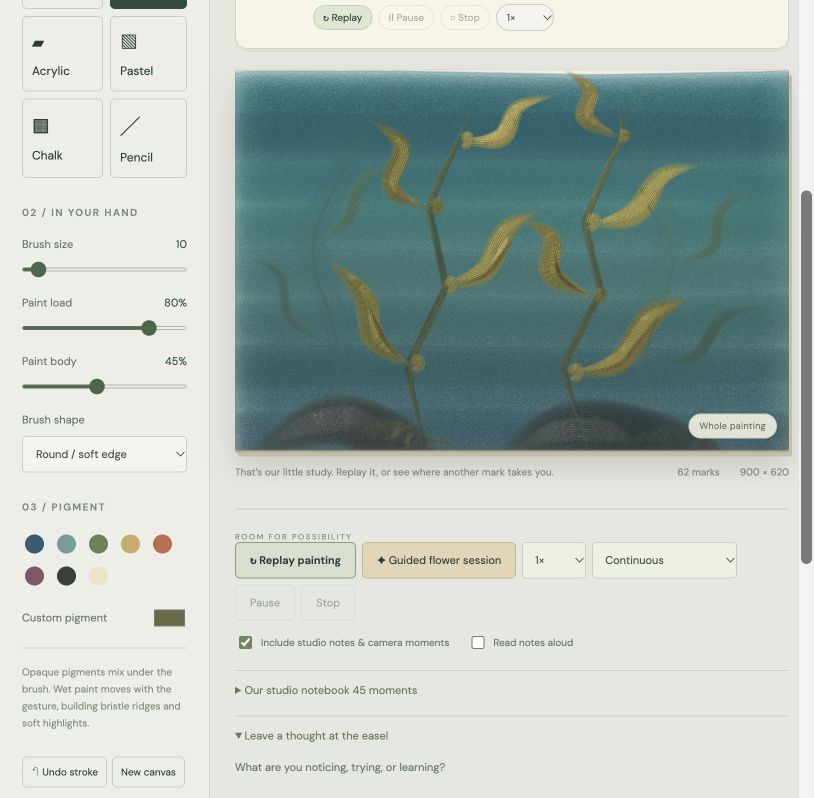 ↻ Replay
II Pause
○ Stop
1×
Acrylic
Pastel
Chalk
Pencil
02 / IN YOUR HAND
Brush size 10
Paint load 80%
Paint body 45%
Brush shape
Round / soft edge
03 / PIGMENT
Custom pigment
Opaque pigments mix under the
brush. Wet paint moves with the
gesture, building bristle ridges and
soft highlights.
Undo stroke
New canvas
Whole painting
That's our little study. Replay it, or see where another mark takes you.
62 marks
900 × 620
ROOM FOR POSSIBILITY
↻ Replay painting
✦ Guided flower session
1×
Continuous
Pause
Stop
Include studio notes & camera moments
Read notes aloud
Our studio notebook 45 moments
Leave a thought at the easel
What are you noticing, trying, or learning?